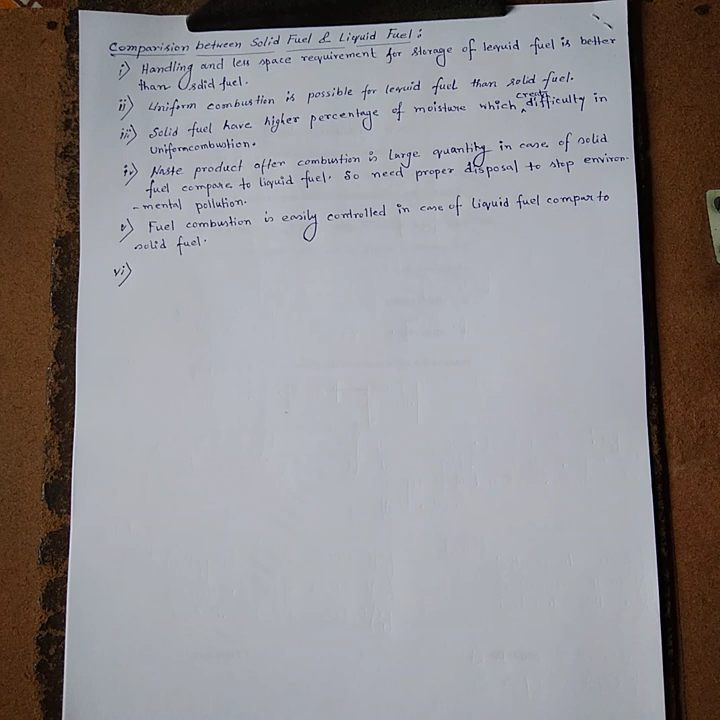 Comparision between Solid Fuel & Liquid Fuel:
i) Handling and less space requirement for storage of lequid fuel is better
than solid fuel.
ii) Uniform combustion is possible for lequid fuel than solid fuel.
iii) Solid fuel have higher percentage of moisture which create difficulty in
Uniform combustion.
iv) Waste product after combustion is large quantity in case of solid
fuel compare to liquid fuel. So need proper disposal to stop environ-
-mental pollution.
v) Fuel combustion is easily controlled in case of Liquid fuel compar to
solid fuel.
vi)